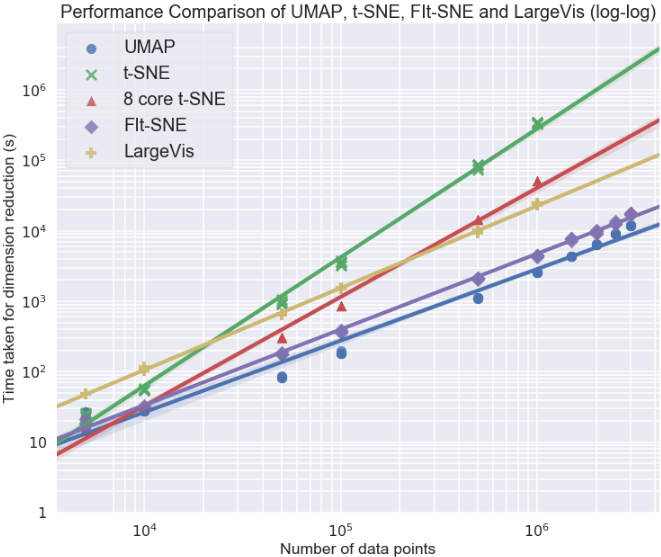 Performance Comparison of UMAP, t-SNE, FIt-SNE and LargeVis (log-log)
UMAP
t-SNE
8 core t-SNE
FIt-SNE
LargeVis
Time taken for dimension reduction (s)
10⁶
10⁵
10⁴
10³
10²
10
1
10⁴ 10⁵ 10⁶
Number of data points